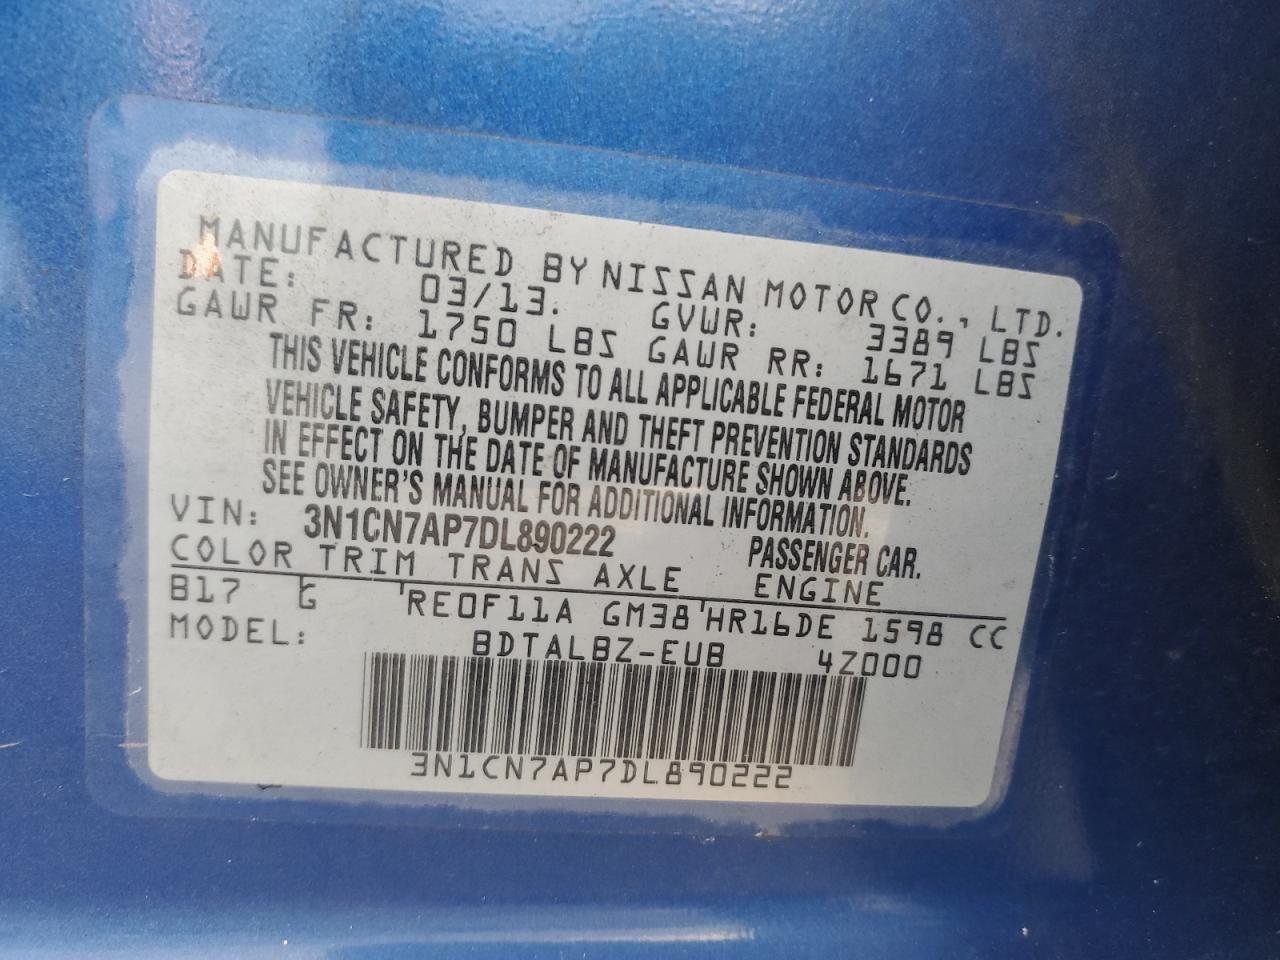 MANUFACTURED BY NISSAN MOTOR CO., LTD.
DATE: 03/13. GVWR: 3389 LBS
GAWR FR: 1750 LBS GAWR RR: 1671 LBS
THIS VEHICLE CONFORMS TO ALL APPLICABLE FEDERAL MOTOR
VEHICLE SAFETY, BUMPER AND THEFT PREVENTION STANDARDS
IN EFFECT ON THE DATE OF MANUFACTURE SHOWN ABOVE.
SEE OWNER'S MANUAL FOR ADDITIONAL INFORMATION.
VIN: 3N1CN7AP7DL890222 PASSENGER CAR.
COLOR TRIM TRANS AXLE ENGINE
B17 G RE0F11A GM38 HR16DE 1598 CC
MODEL: BDTALBZ-EUB 4Z000
3N1CN7AP7DL890222